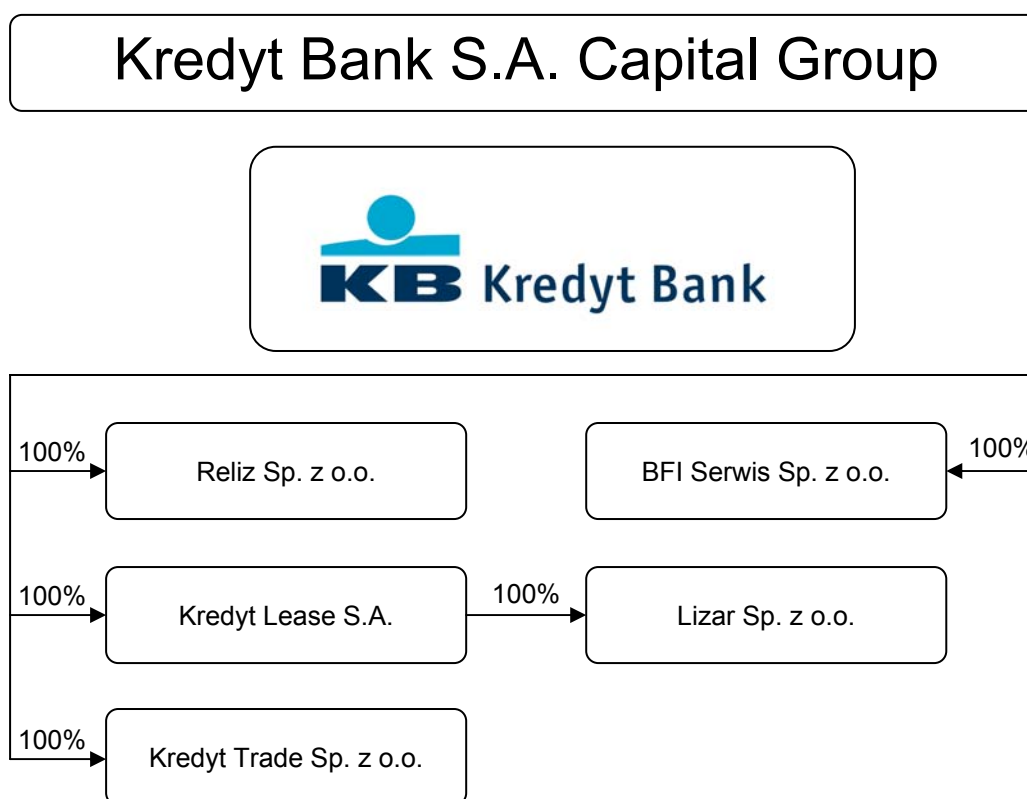 Kredyt Bank S.A. Capital Group
KB Kredyt Bank
100%
Reliz Sp. z o.o.
BFI Serwis Sp. z o.o.
100%
100%
Kredyt Lease S.A.
100%
Lizar Sp. z o.o.
100%
Kredyt Trade Sp. z o.o.